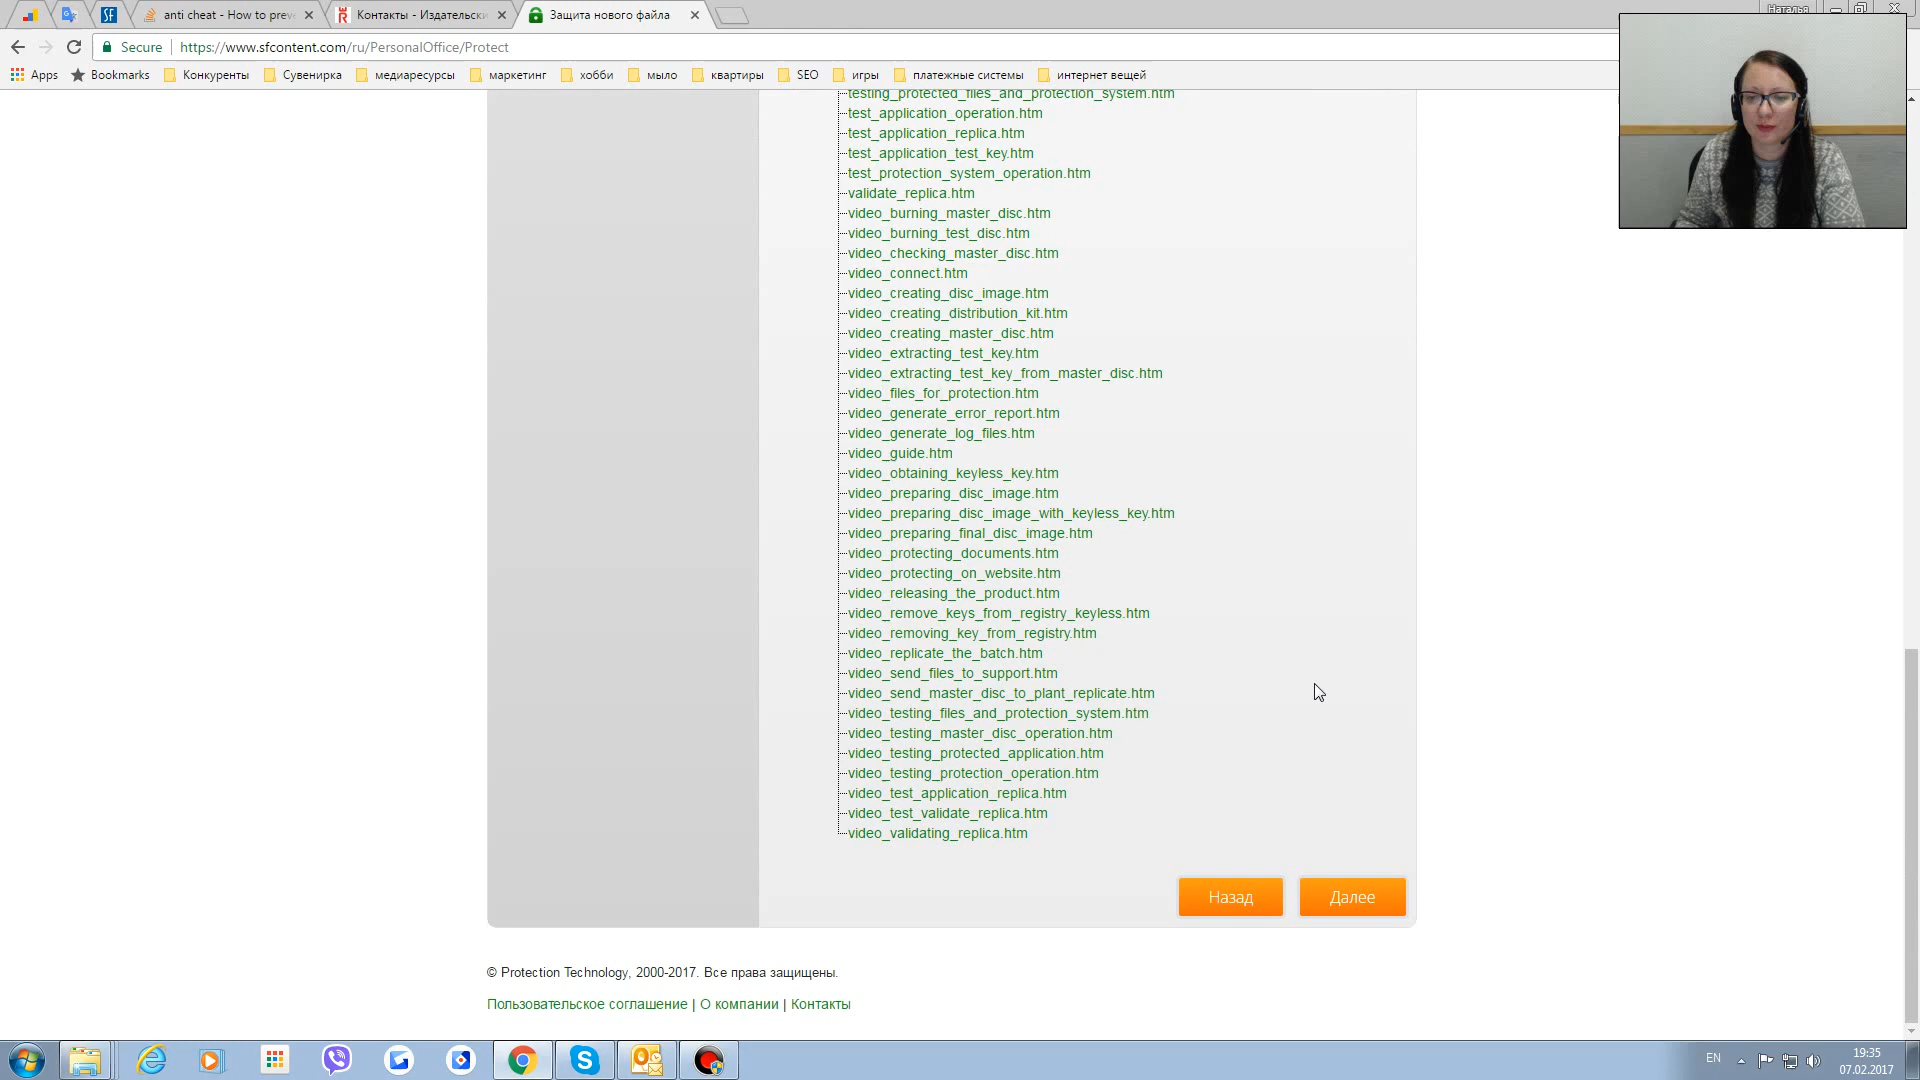 anti cheat - How to prev
Контакты - Издательски
Защита нового файла
Наталья
Secure
https://www.sfcontent.com/ru/PersonalOffice/Protect
Apps
Bookmarks
Конкуренты
Сувенирка
медиаресурсы
маркетинг
хобби
мыло
квартиры
SEO
игры
платежные системы
интернет вещей
testing_protected_files_and_protection_system.htm
test_application_operation.htm
test_application_replica.htm
test_application_test_key.htm
test_protection_system_operation.htm
validate_replica.htm
video_burning_master_disc.htm
video_burning_test_disc.htm
video_checking_master_disc.htm
video_connect.htm
video_creating_disc_image.htm
video_creating_distribution_kit.htm
video_creating_master_disc.htm
video_extracting_test_key.htm
video_extracting_test_key_from_master_disc.htm
video_files_for_protection.htm
video_generate_error_report.htm
video_generate_log_files.htm
video_guide.htm
video_obtaining_keyless_key.htm
video_preparing_disc_image.htm
video_preparing_disc_image_with_keyless_key.htm
video_preparing_final_disc_image.htm
video_protecting_documents.htm
video_protecting_on_website.htm
video_releasing_the_product.htm
video_remove_keys_from_registry_keyless.htm
video_removing_key_from_registry.htm
video_replicate_the_batch.htm
video_send_files_to_support.htm
video_send_master_disc_to_plant_replicate.htm
video_testing_files_and_protection_system.htm
video_testing_master_disc_operation.htm
video_testing_protected_application.htm
video_testing_protection_operation.htm
video_test_application_replica.htm
video_test_validate_replica.htm
video_validating_replica.htm
Назад
Далее
© Protection Technology, 2000-2017. Все права защищены.
Пользовательское соглашение | О компании | Контакты
EN
19:35
07.02.2017